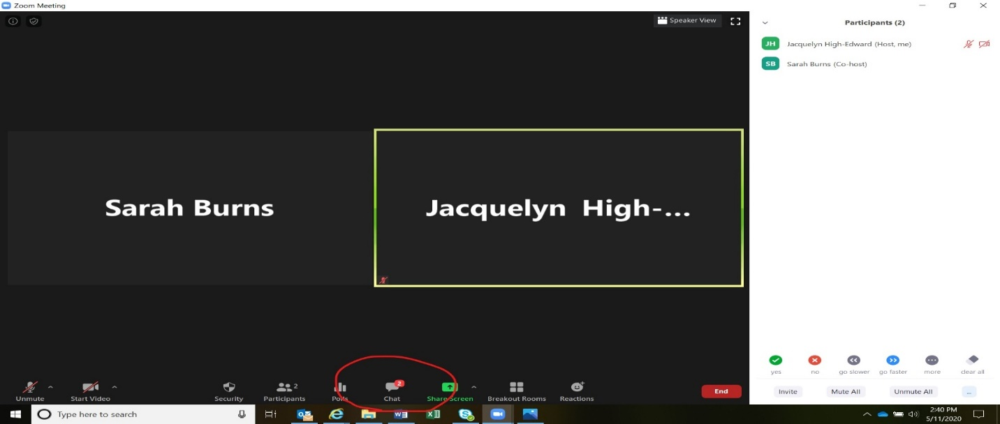 Zoom Meeting
Speaker View
Participants (2)
JH Jacquelyn High-Edward (Host, me)
SB Sarah Burns (Co-host)
Sarah Burns
Jacquelyn High-...
yes no go slower go faster more clear all
2
2
Unmute Start Video Security Participants Polls Chat Share Screen Breakout Rooms Reactions
End
Invite Mute All Unmute All ...
Type here to search
2:40 PM
5/11/2020